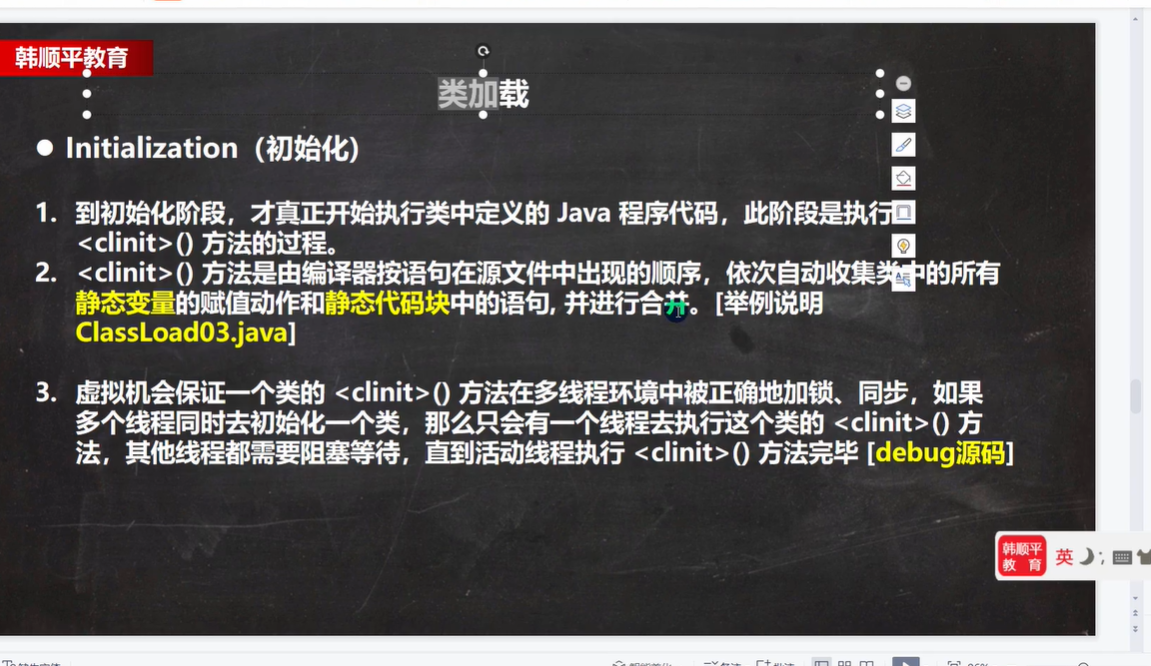 韩顺平教育
类加载
● Initialization（初始化）
1. 到初始化阶段，才真正开始执行类中定义的 Java 程序代码，此阶段是执行
<clinit>() 方法的过程。
2. <clinit>() 方法是由编译器按语句在源文件中出现的顺序，依次自动收集类中的所有
静态变量的赋值动作和静态代码块中的语句, 并进行合并。[举例说明
ClassLoad03.java]
3. 虚拟机会保证一个类的 <clinit>() 方法在多线程环境中被正确地加锁、同步，如果
多个线程同时去初始化一个类，那么只会有一个线程去执行这个类的 <clinit>() 方
法，其他线程都需要阻塞等待，直到活动线程执行 <clinit>() 方法完毕 [debug源码]
韩顺平
教 育
英